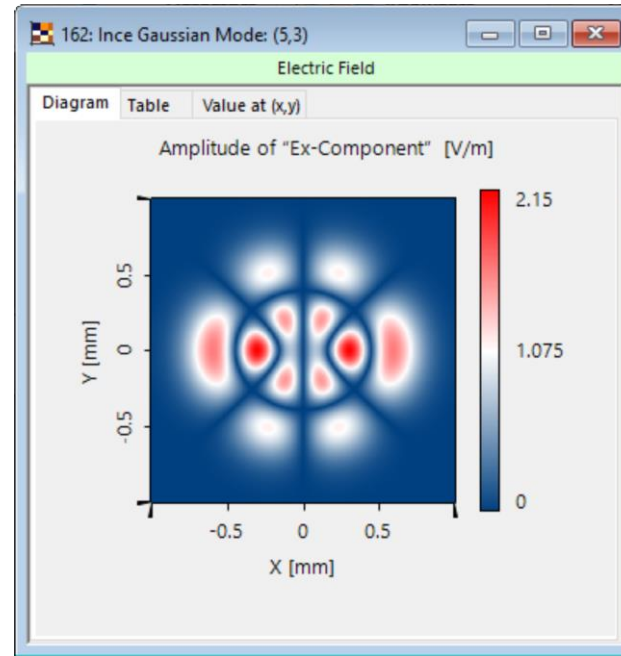 162: Ince Gaussian Mode: (5,3)
Electric Field
Diagram Table Value at (x,y)
Amplitude of "Ex-Component" [V/m]
2.15
0.5
Y [mm]
0
1.075
-0.5
0
-0.5 0 0.5
X [mm]